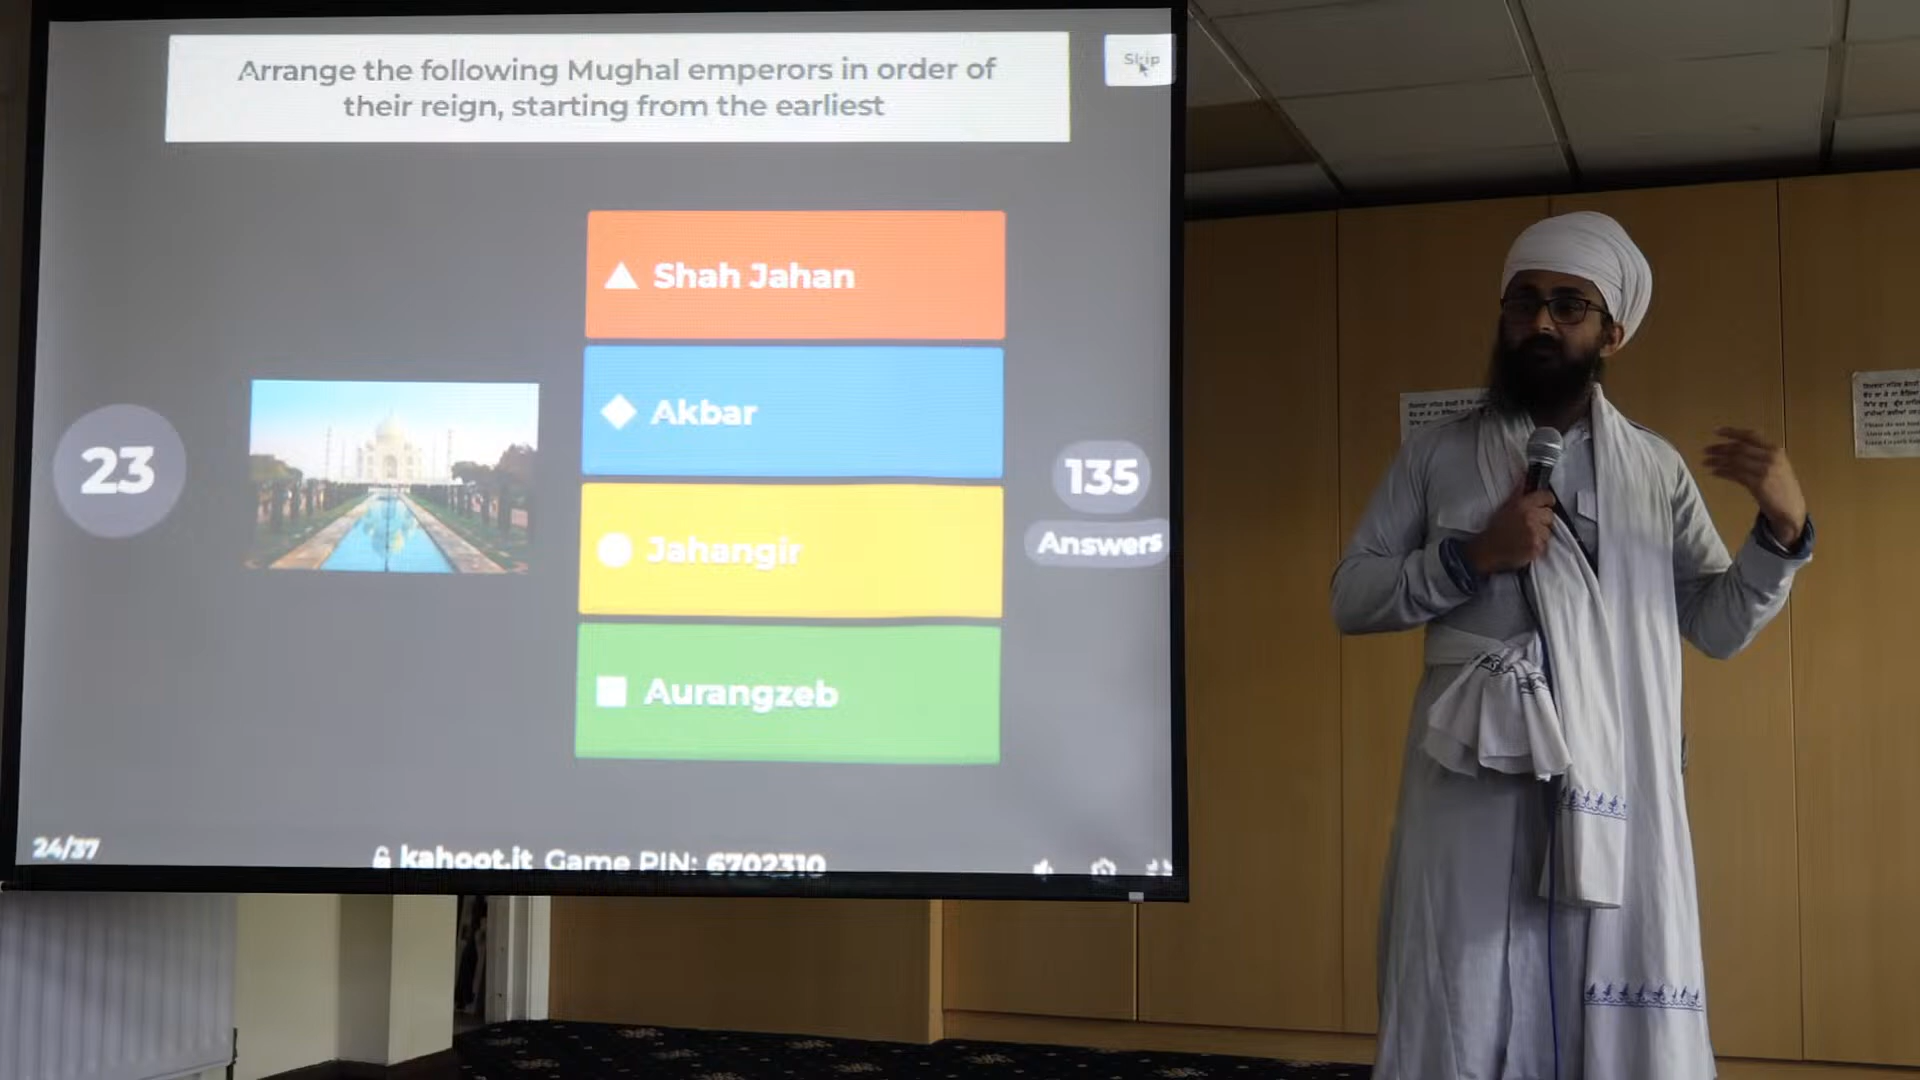 Arrange the following Mughal emperors in order of
their reign, starting from the earliest
Skip
Shah Jahan
Akbar
Jahangir
Aurangzeb
23
135
Answers
24/37
kahoot.it Game PIN: 6702310